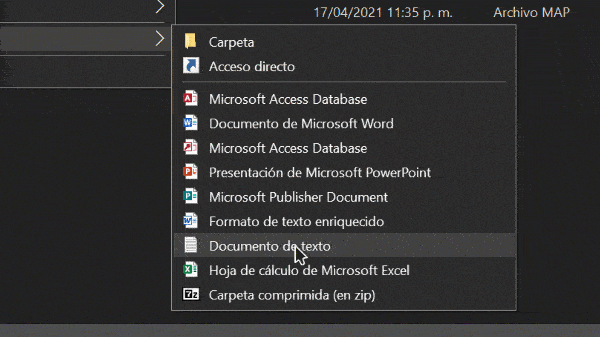 17/04/2021 11:35 p. m. Archivo MAP
Carpeta
Acceso directo
Microsoft Access Database
Documento de Microsoft Word
Microsoft Access Database
Presentación de Microsoft PowerPoint
Microsoft Publisher Document
Formato de texto enriquecido
Documento de texto
Hoja de cálculo de Microsoft Excel
Carpeta comprimida (en zip)